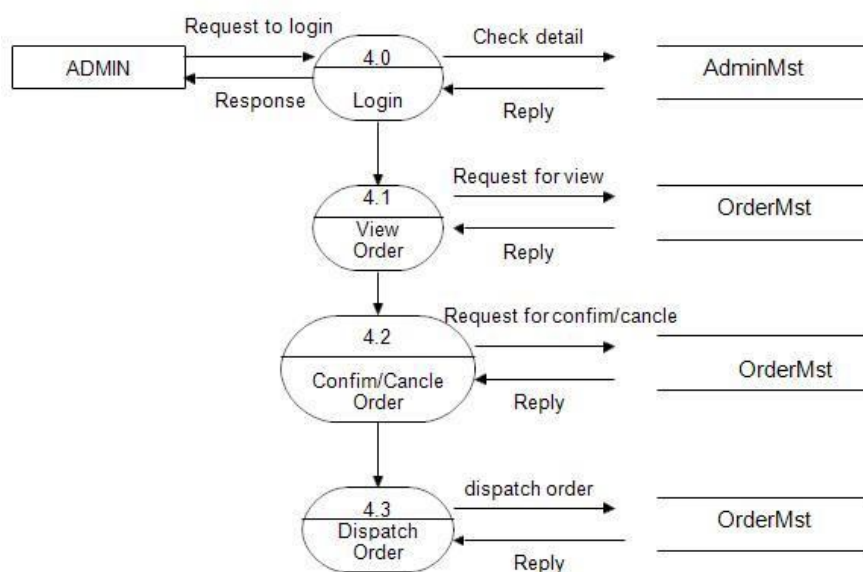 Request to login
ADMIN
Response
4.0
Login
Check detail
Reply
AdminMst
4.1
View
Order
Request for view
Reply
OrderMst
4.2
Confim/Cancle
Order
Request for confim/cancle
Reply
OrderMst
4.3
Dispatch
Order
dispatch order
Reply
OrderMst